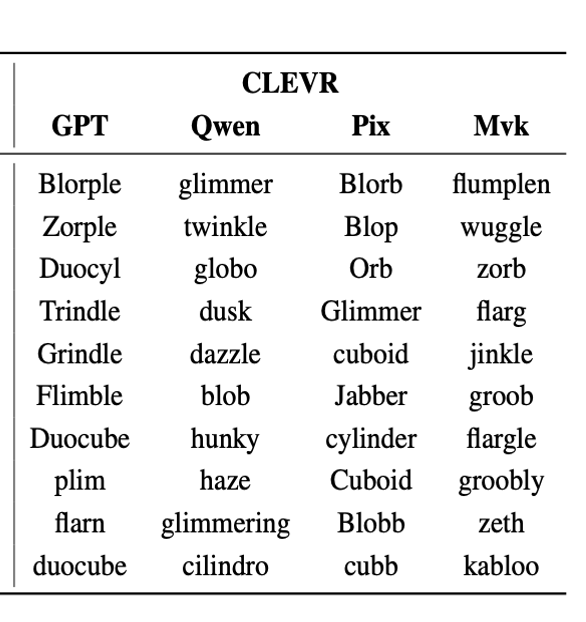 CLEVR
GPT Qwen Pix Mvk
Blorple glimmer Blorb flumplen
Zorple twinkle Blop wuggle
Duocyl globo Orb zorb
Trindle dusk Glimmer flarg
Grindle dazzle cuboid jinkle
Flimble blob Jabber groob
Duocube hunky cylinder flargle
plim haze Cuboid groobly
flarn glimmering Blobb zeth
duocube cilindro cubb kabloo